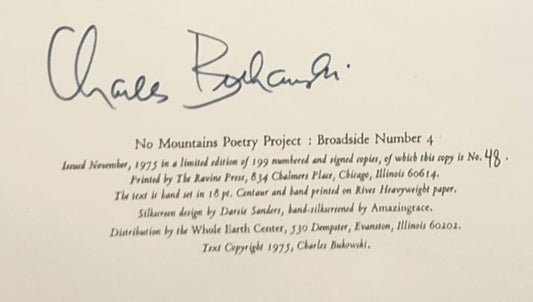 Charles Bukowski
No Mountains Poetry Project : Broadside Number 4
Issued November, 1975 in a limited edition of 199 numbered and signed copies, of which this copy is No. 48.
Printed by The Ravine Press, 834 Chalmers Place, Chicago, Illinois 60614.
The text is hand set in 18 pt. Centaur and hand printed on Rives Heavyweight paper.
Silkscreen design by Darsie Sanders, hand-silkscreened by Amazingrace.
Distribution by the Whole Earth Center, 530 Dempster, Evanston, Illinois 60202.
Text Copyright 1975, Charles Bukowski.